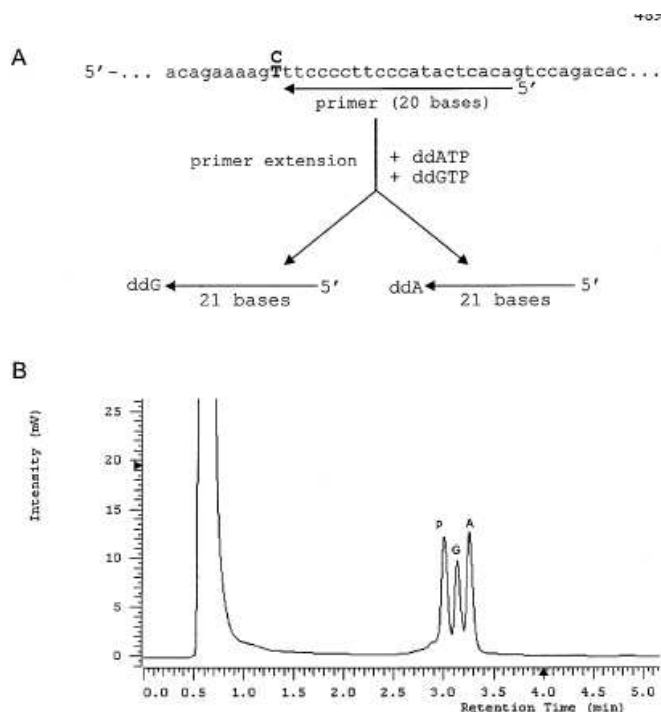 A
C
5'-... acagaaaagTttccccttcccatactcacagtccagacac...
5'
primer (20 bases)
primer extension
+ ddATP
+ ddGTP
ddG 5' ddA 5'
21 bases 21 bases
B
Intensity (mV)
25
20
15
10
5
0
P
G
A
0.0 0.5 1.0 1.5 2.0 2.5 3.0 3.5 4.0 4.5 5.0
Retention Time (min)